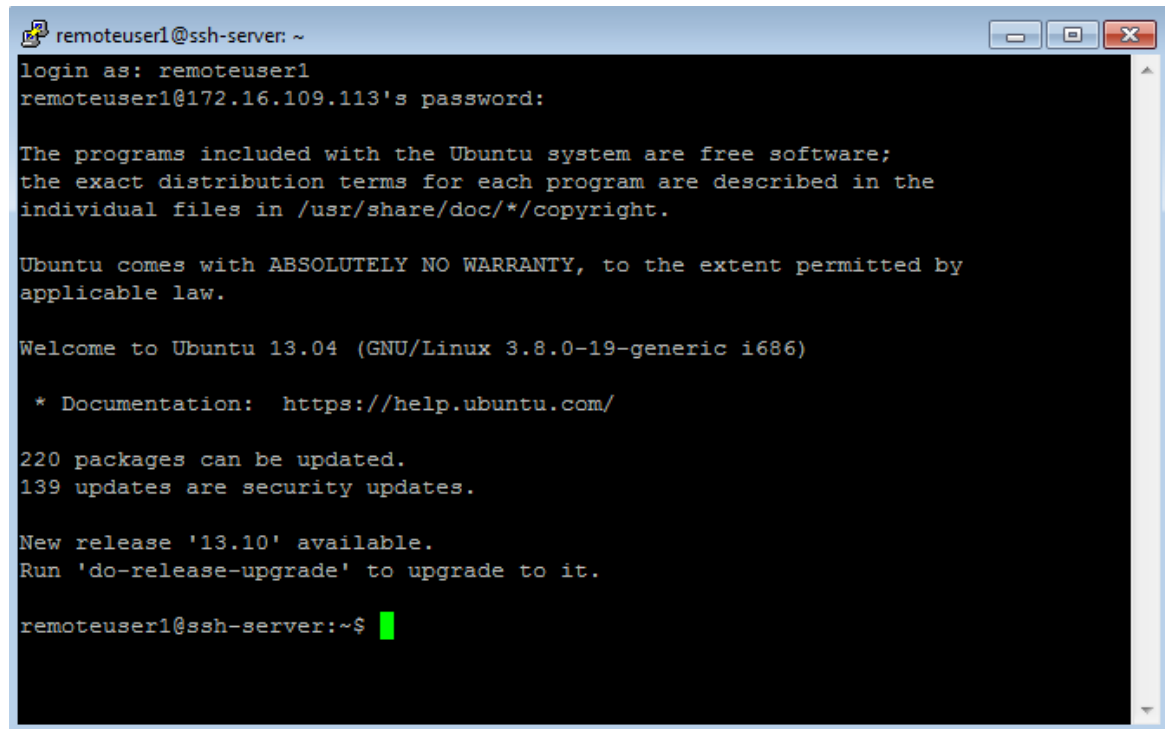 remoteuser1@ssh-server: ~
login as: remoteuser1
remoteuser1@172.16.109.113's password:
The programs included with the Ubuntu system are free software;
the exact distribution terms for each program are described in the
individual files in /usr/share/doc/*/copyright.
Ubuntu comes with ABSOLUTELY NO WARRANTY, to the extent permitted by
applicable law.
Welcome to Ubuntu 13.04 (GNU/Linux 3.8.0-19-generic i686)
* Documentation:  https://help.ubuntu.com/
220 packages can be updated.
139 updates are security updates.
New release '13.10' available.
Run 'do-release-upgrade' to upgrade to it.
remoteuser1@ssh-server:~$